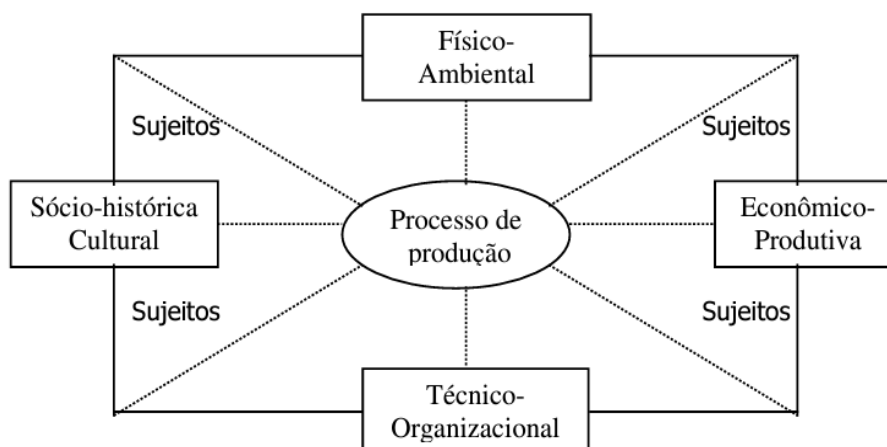 Físico-
Ambiental
Sujeitos
Sujeitos
Sócio-histórica
Cultural
Processo de
produção
Econômico-
Produtiva
Sujeitos
Sujeitos
Técnico-
Organizacional